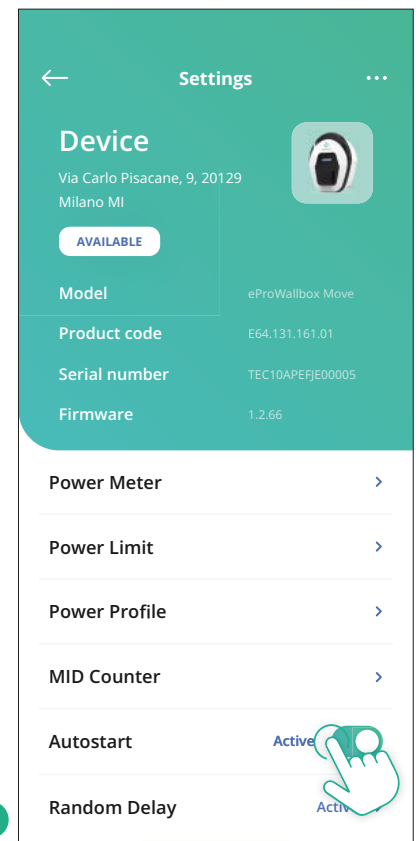 Settings
Device
Via Carlo Pisacane, 9, 20129
Milano MI
AVAILABLE
Model eProWallbox Move
Product code E64.131.161.01
Serial number TEC10APEFJE00005
Firmware 1.2.66
Power Meter
Power Limit
Power Profile
MID Counter
Autostart Active
Random Delay